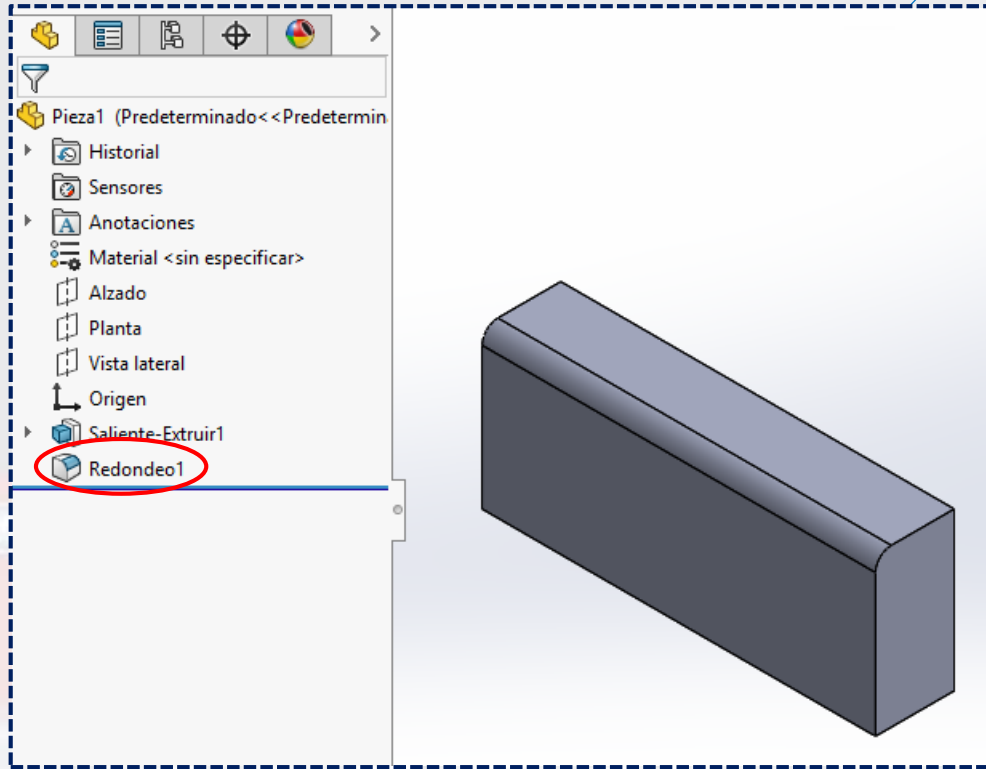 Pieza1 (Predeterminado<<Predetermin
Historial
Sensores
Anotaciones
Material <sin especificar>
Alzado
Planta
Vista lateral
Origen
Saliente-Extruir1
Redondeo1